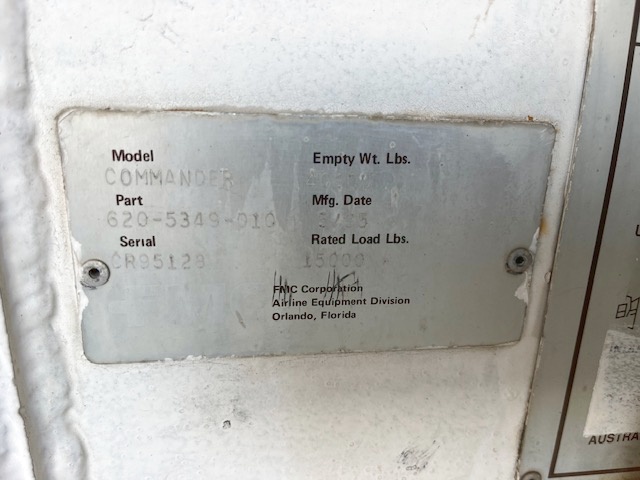 Model Empty Wt. Lbs.
COMMANDER
Part Mfg. Date
620-5349-010
Serial Rated Load Lbs.
CR95129 15000
FMC Corporation
Airline Equipment Division
Orlando, Florida
明
AUSTRA